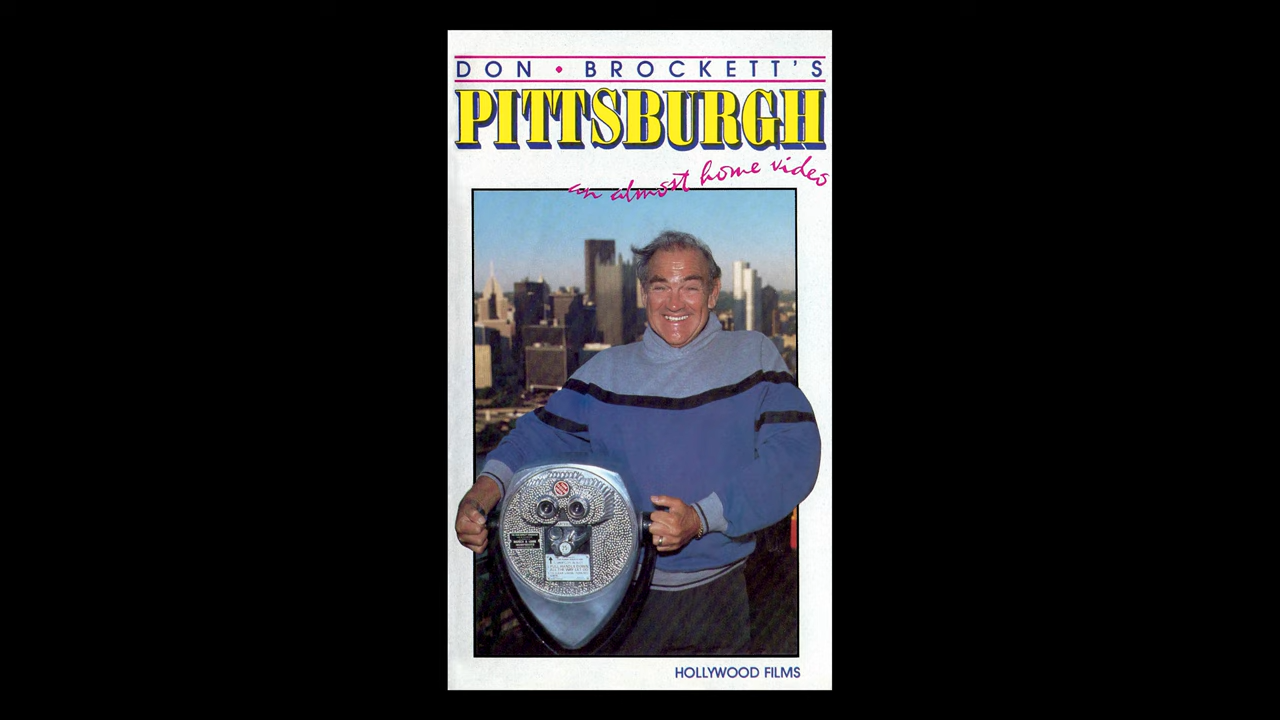 DON • BROCKETT'S
PITTSBURGH
an almost home video
HOLLYWOOD FILMS